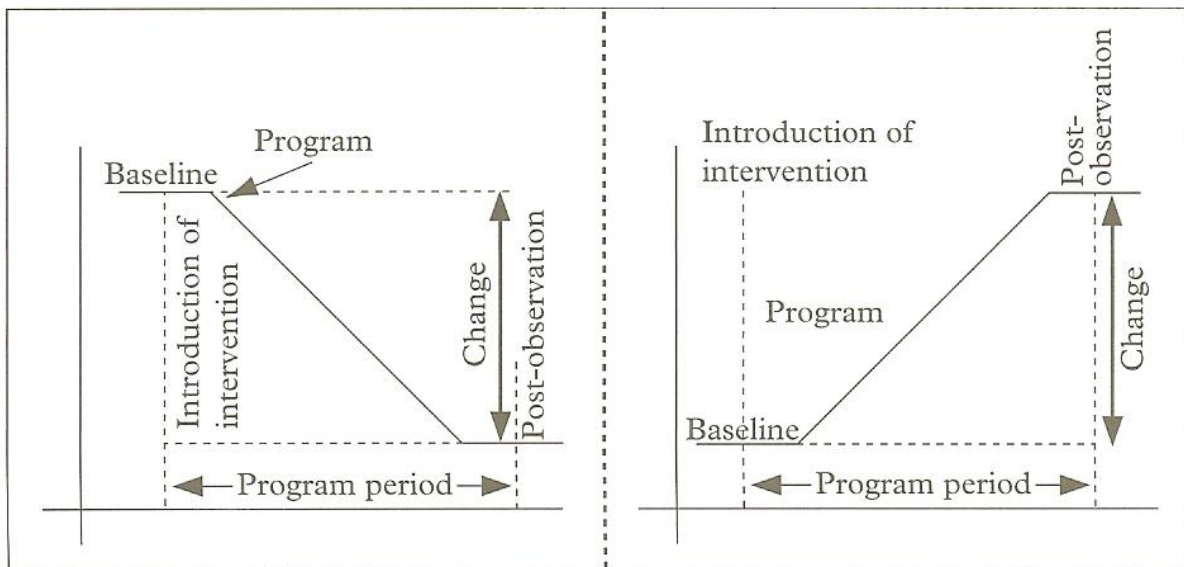 Program
Baseline
Introduction of
intervention
Change
Post-observation
Program period
Introduction of
intervention
Post-
observation
Program
Change
Baseline
Program period